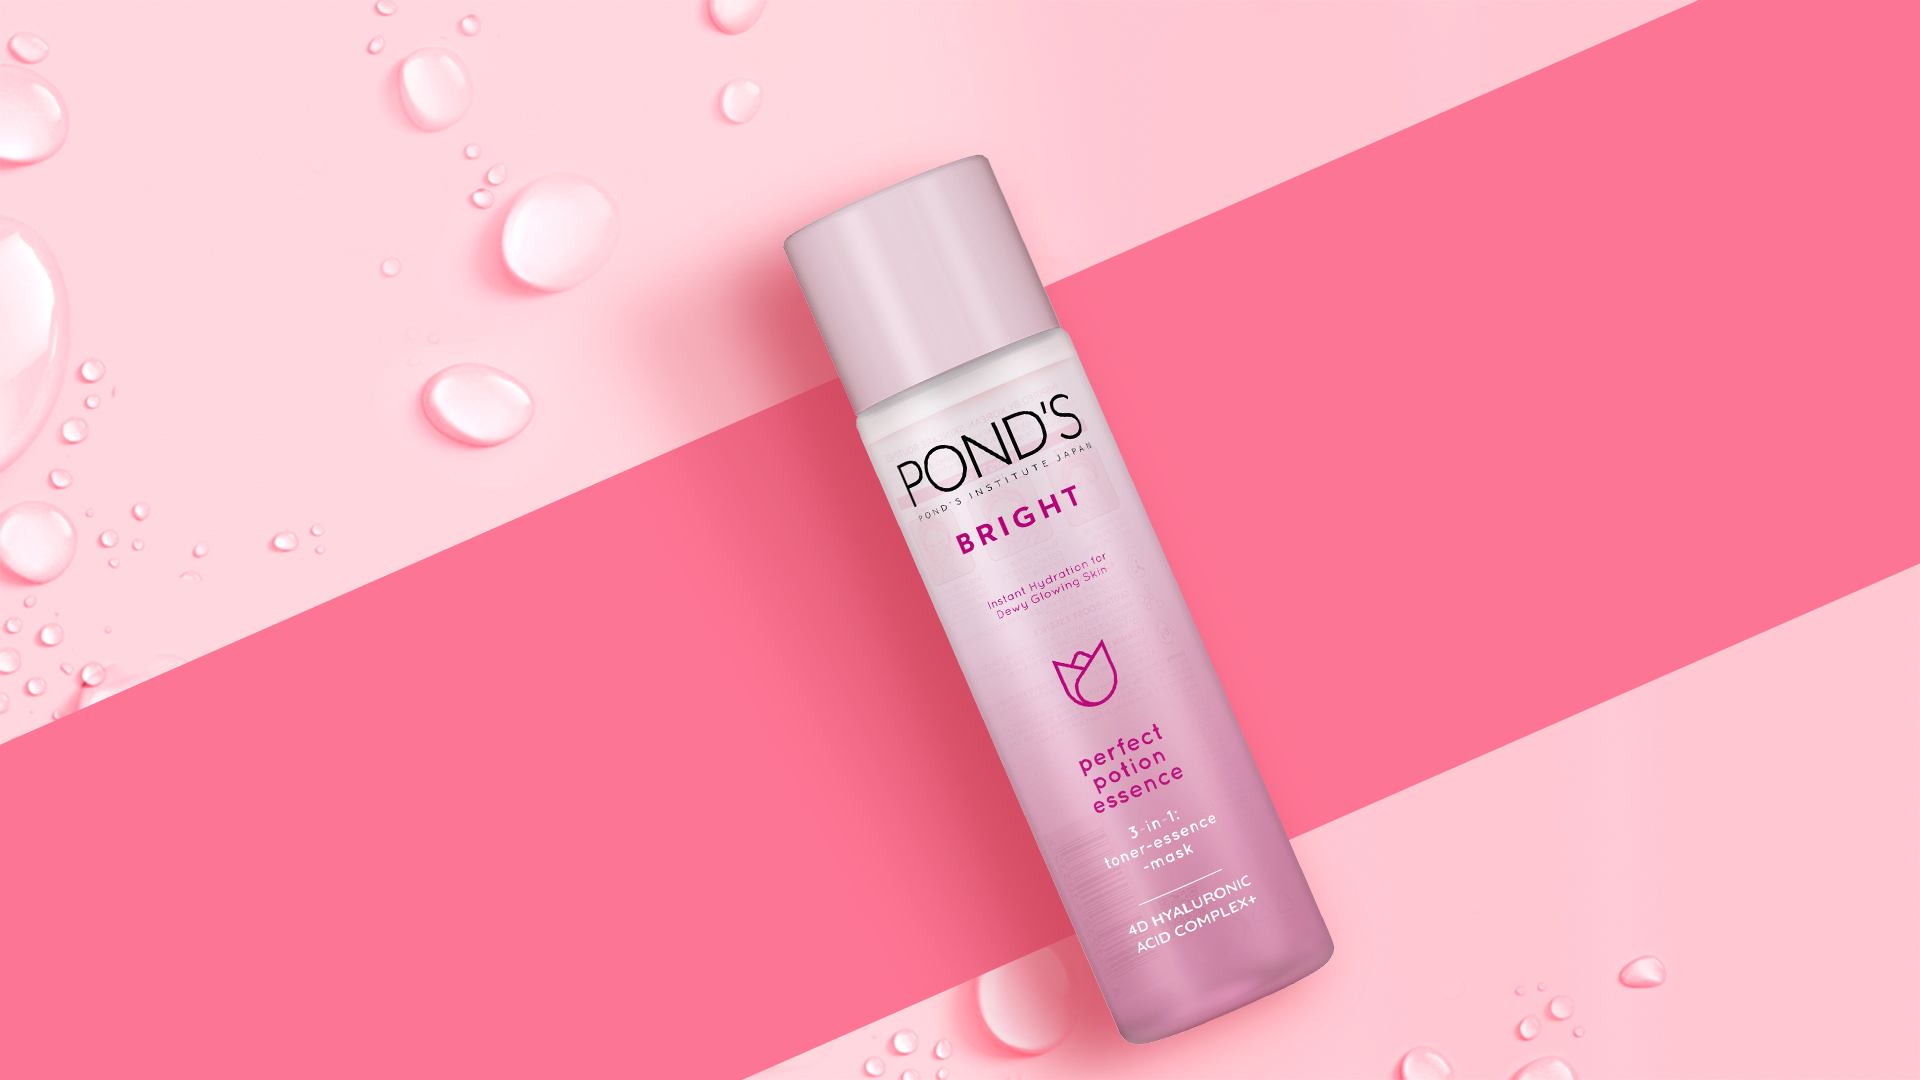 POND'S
POND'S INSTITUTE JAPAN
BRIGHT
Instant Hydration for
Dewy Glowing Skin
perfect
potion
essence
3-in-1:
toner-essence
-mask
4D HYALURONIC
ACID COMPLEX+